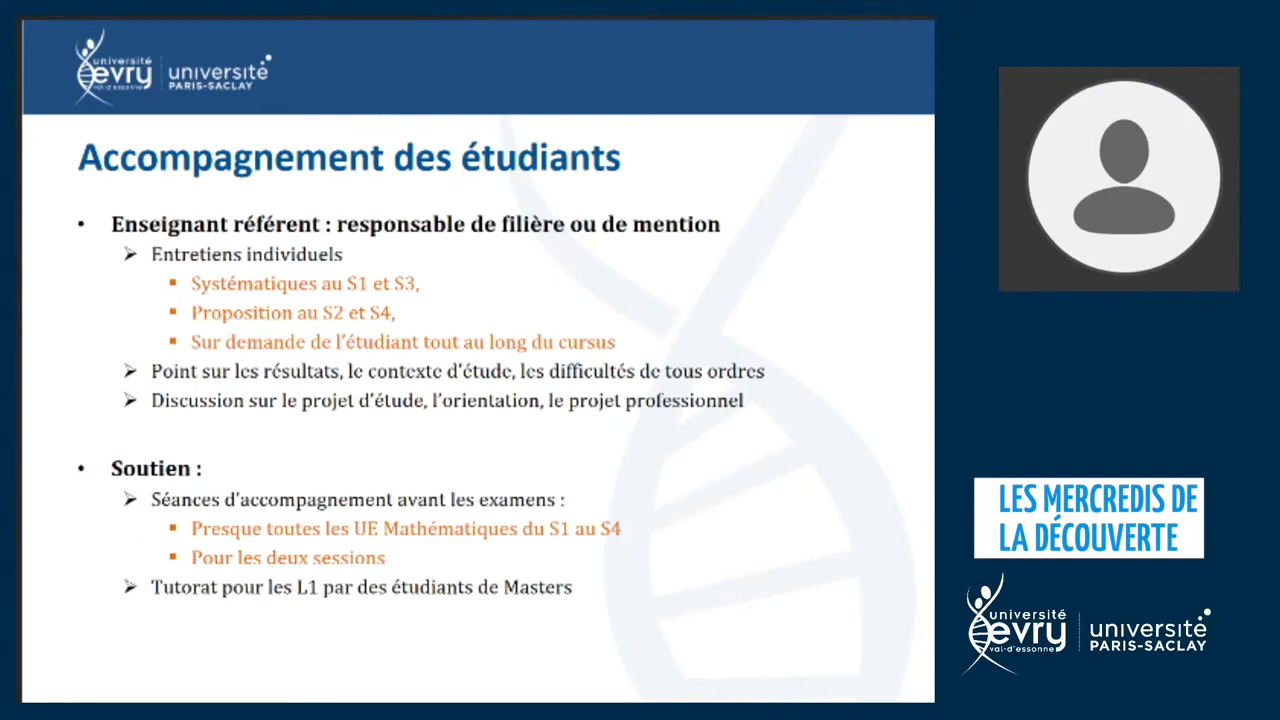 université
evry
val-d'essonne
université
PARIS-SACLAY
Accompagnement des étudiants
• Enseignant référent : responsable de filière ou de mention
➢ Entretiens individuels
▪ Systématiques au S1 et S3,
▪ Proposition au S2 et S4,
▪ Sur demande de l'étudiant tout au long du cursus
➢ Point sur les résultats, le contexte d'étude, les difficultés de tous ordres
➢ Discussion sur le projet d'étude, l'orientation, le projet professionnel
• Soutien :
➢ Séances d'accompagnement avant les examens :
▪ Presque toutes les UE Mathématiques du S1 au S4
▪ Pour les deux sessions
➢ Tutorat pour les L1 par des étudiants de Masters
LES MERCREDIS DE
LA DÉCOUVERTE
université
evry
val-d'essonne
université
PARIS-SACLAY